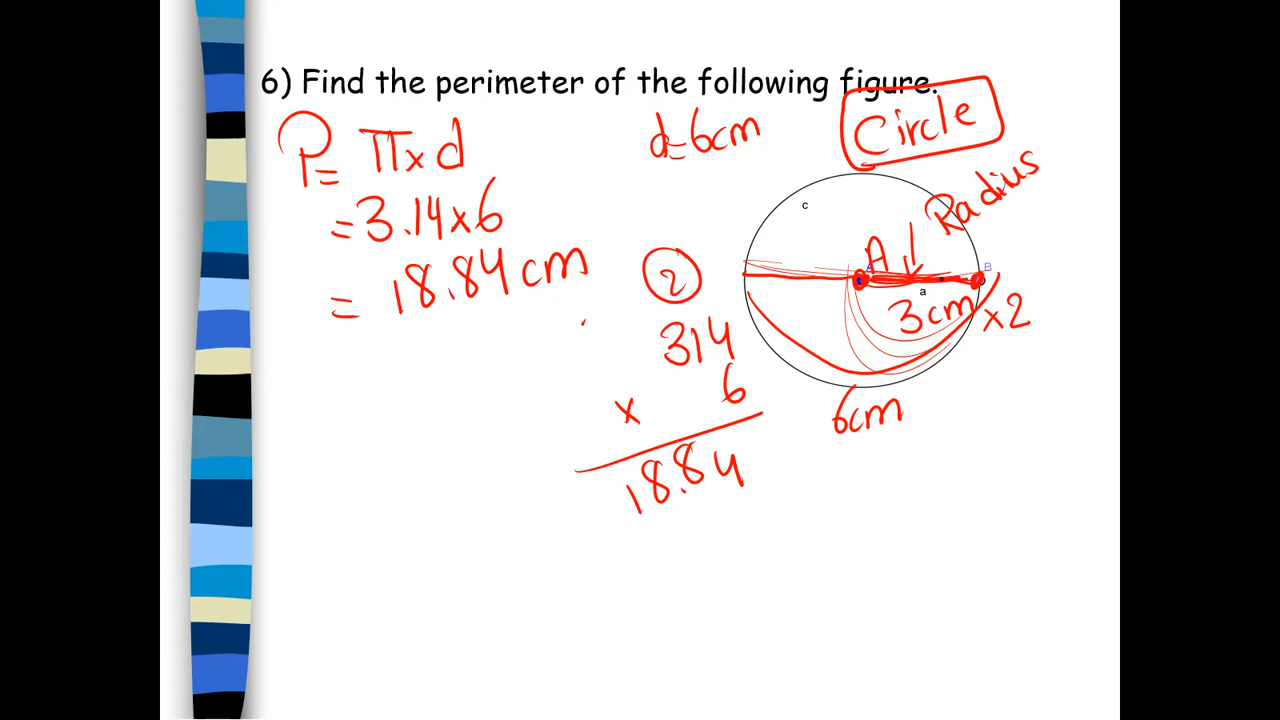 6) Find the perimeter of the following figure.
Circle
P = π x d
d = 6cm
= 3.14 x 6
= 18.84 cm
c
Radius
A
B
a
3cm x2
6cm
2
314
x 6
18.84